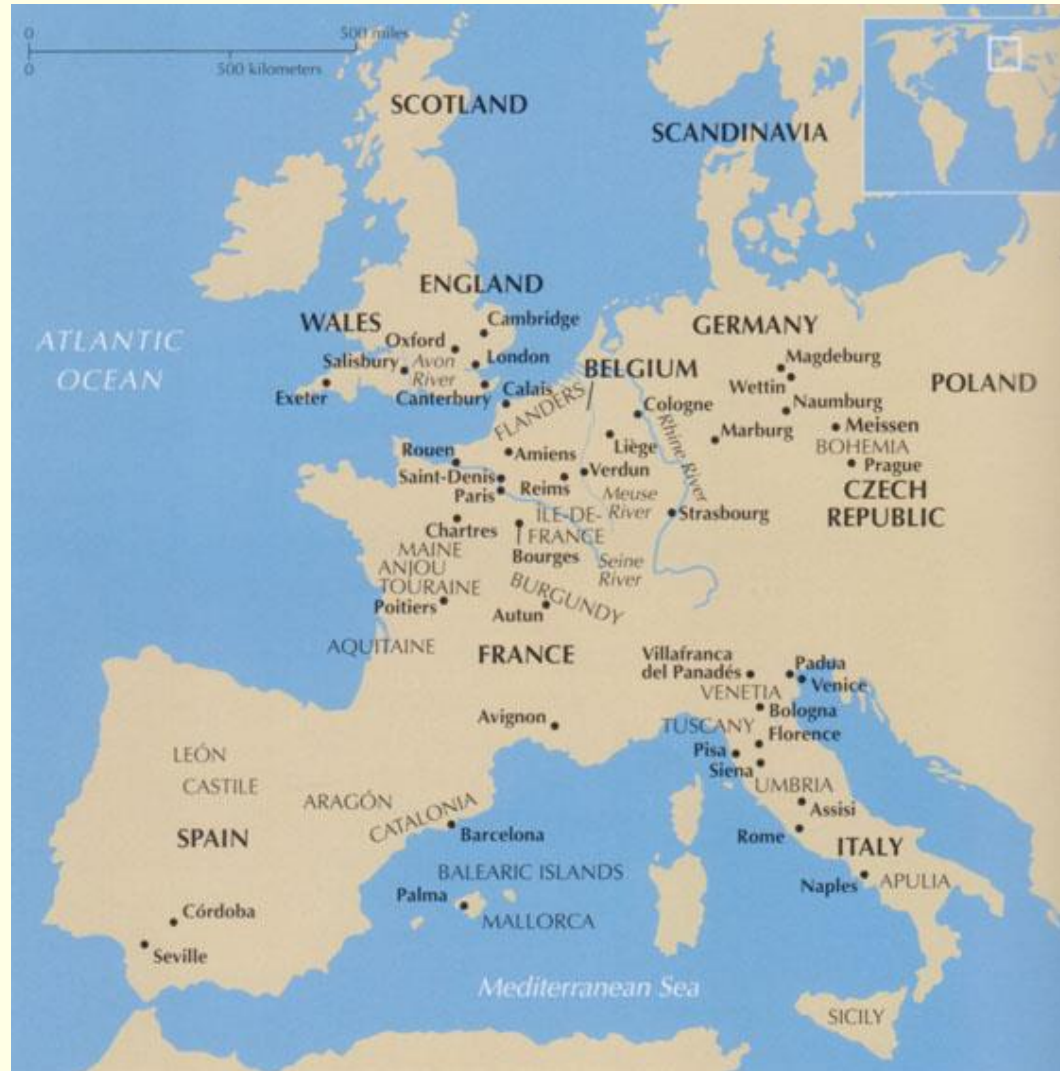 0 500 miles
0 500 kilometers
SCOTLAND
SCANDINAVIA
ENGLAND
WALES
Cambridge
Oxford
GERMANY
ATLANTIC
OCEAN
Salisbury
Avon
River
London
BELGIUM
Magdeburg
Wettin
POLAND
Exeter
Canterbury
Calais
FLANDERS
Cologne
Rhine River
Naumburg
Marburg
Meissen
BOHEMIA
Prague
CZECH
REPUBLIC
Rouen
Amiens
Liège
Saint-Denis
Paris
Reims
Verdun
Meuse
River
Strasbourg
Chartres
ÎLE-DE-
FRANCE
Bourges
Seine
River
MAINE
ANJOU
TOURAINE
Poitiers
BURGUNDY
Autun
AQUITAINE
FRANCE
Villafranca
del Panadés
Padua
Venice
VENETIA
Bologna
Avignon
TUSCANY
Florence
Pisa
Siena
UMBRIA
Assisi
LEÓN
CASTILE
ARAGÓN
CATALONIA
Barcelona
SPAIN
Rome
ITALY
BALEARIC ISLANDS
Naples
APULIA
Palma
MALLORCA
Córdoba
Seville
Mediterranean Sea
SICILY